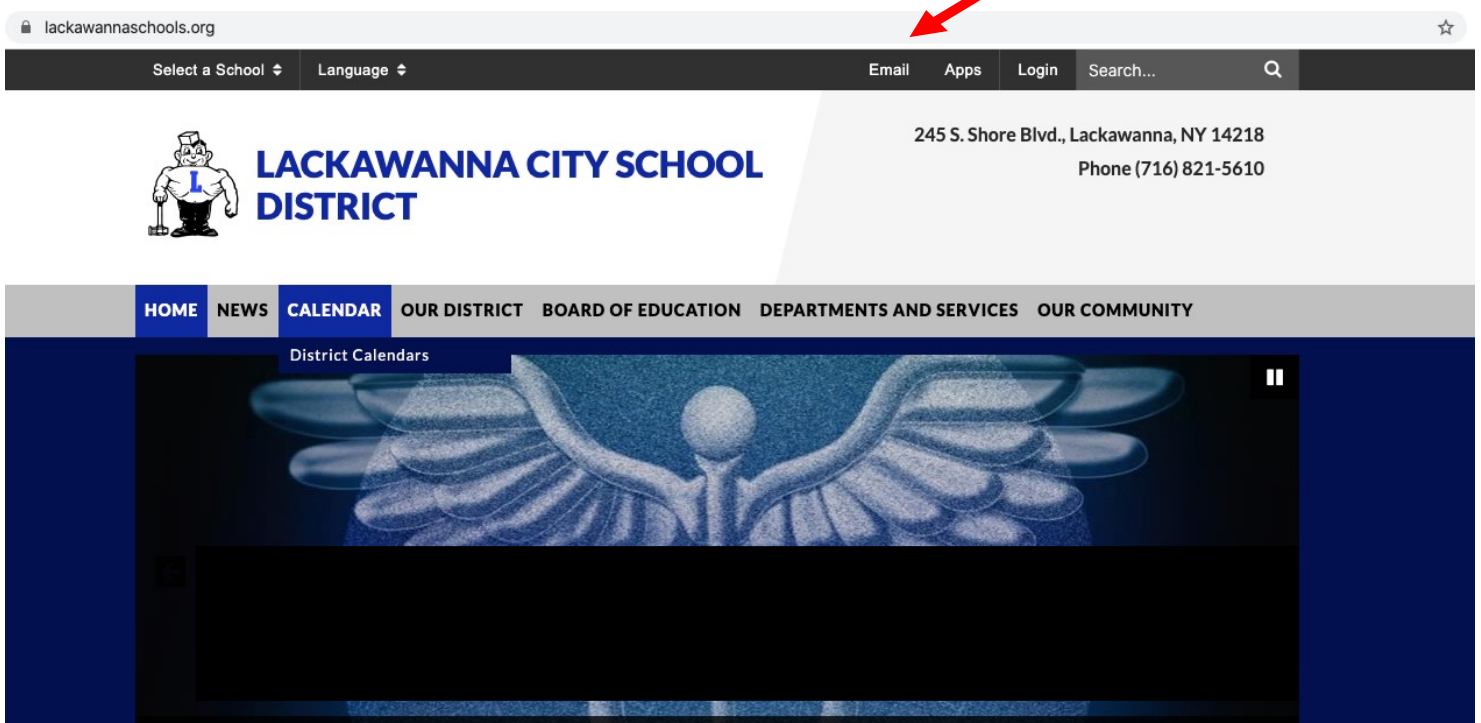 lackawannaschools.org
Select a School Language Email Apps Login Search...
245 S. Shore Blvd., Lackawanna, NY 14218
Phone (716) 821-5610
L
LACKAWANNA CITY SCHOOL
DISTRICT
HOME NEWS CALENDAR OUR DISTRICT BOARD OF EDUCATION DEPARTMENTS AND SERVICES OUR COMMUNITY
District Calendars